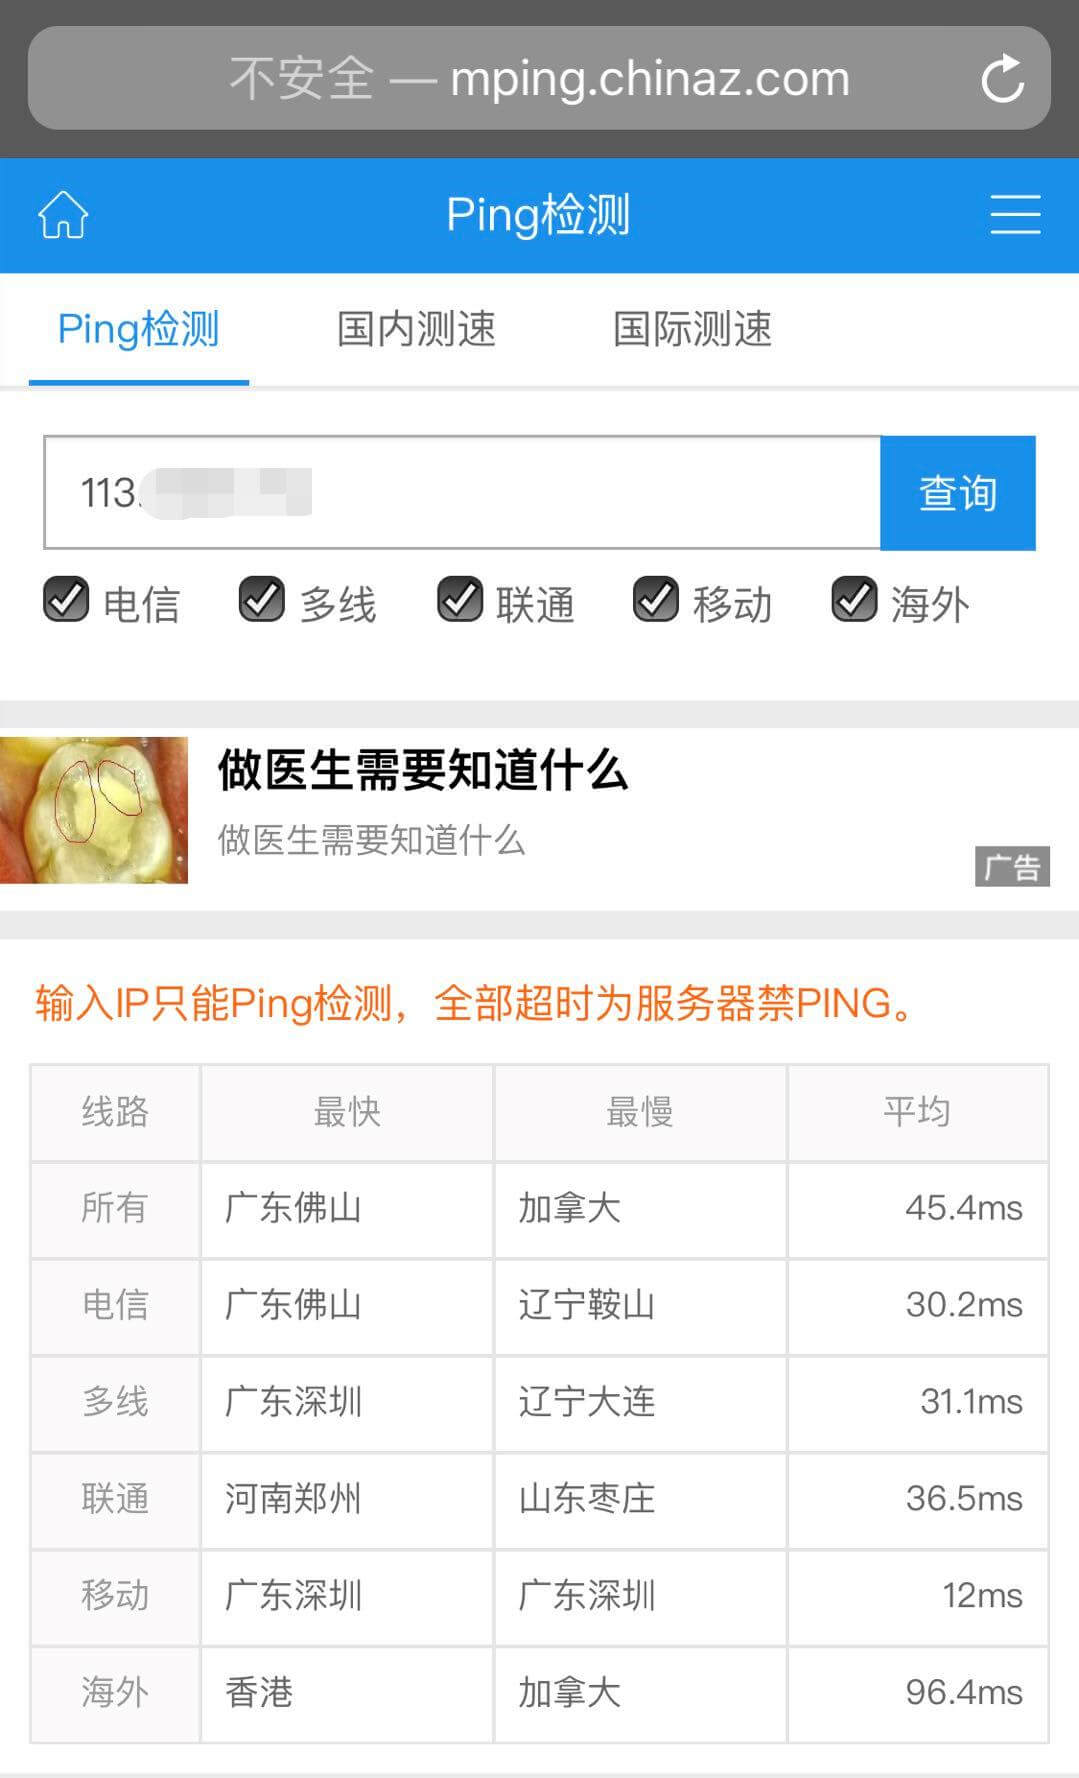 不安全 — mping.chinaz.com
Ping检测
Ping检测 国内测速 国际测速
113. 查询
电信 多线 联通 移动 海外
做医生需要知道什么
做医生需要知道什么
广告
输入IP只能Ping检测，全部超时为服务器禁PING。
线路 最快 最慢 平均
所有 广东佛山 加拿大 45.4ms
电信 广东佛山 辽宁鞍山 30.2ms
多线 广东深圳 辽宁大连 31.1ms
联通 河南郑州 山东枣庄 36.5ms
移动 广东深圳 广东深圳 12ms
海外 香港 加拿大 96.4ms